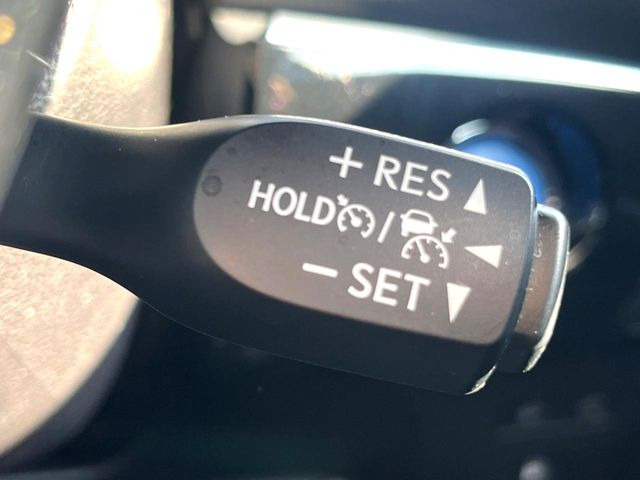 + RES
HOLD /
− SET